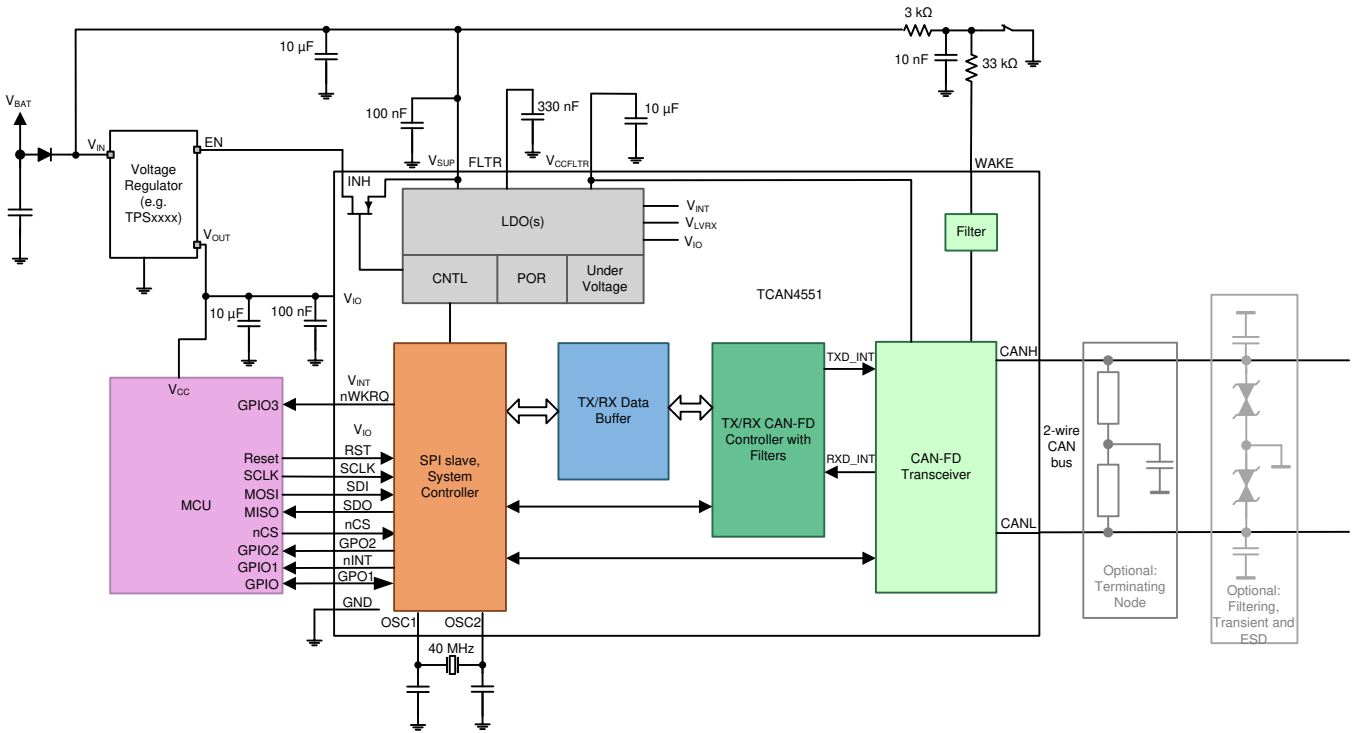 3 kΩ
10 µF
10 nF
33 kΩ
V_BAT
100 nF
330 nF
10 µF
V_IN
EN
V_SUP
FLTR
V_CCFLTR
WAKE
Voltage
Regulator
(e.g.
TPSxxxx)
INH
LDO(s)
V_INT
V_LVRX
V_IO
Filter
V_OUT
CNTL
POR
Under
Voltage
TCAN4551
V_IO
10 µF
100 nF
V_CC
MCU
GPIO3
Reset
SCLK
MOSI
MISO
nCS
GPIO2
GPIO1
GPIO
V_INT
nWKRQ
V_IO
RST
SCLK
SDI
SDO
nCS
GPO2
nINT
GPO1
GND
SPI slave,
System
Controller
TX/RX Data
Buffer
TX/RX CAN-FD
Controller with
Filters
TXD_INT
RXD_INT
CAN-FD
Transceiver
CANH
2-wire
CAN
bus
CANL
Optional:
Terminating
Node
Optional:
Filtering,
Transient and
ESD
OSC1
OSC2
40 MHz